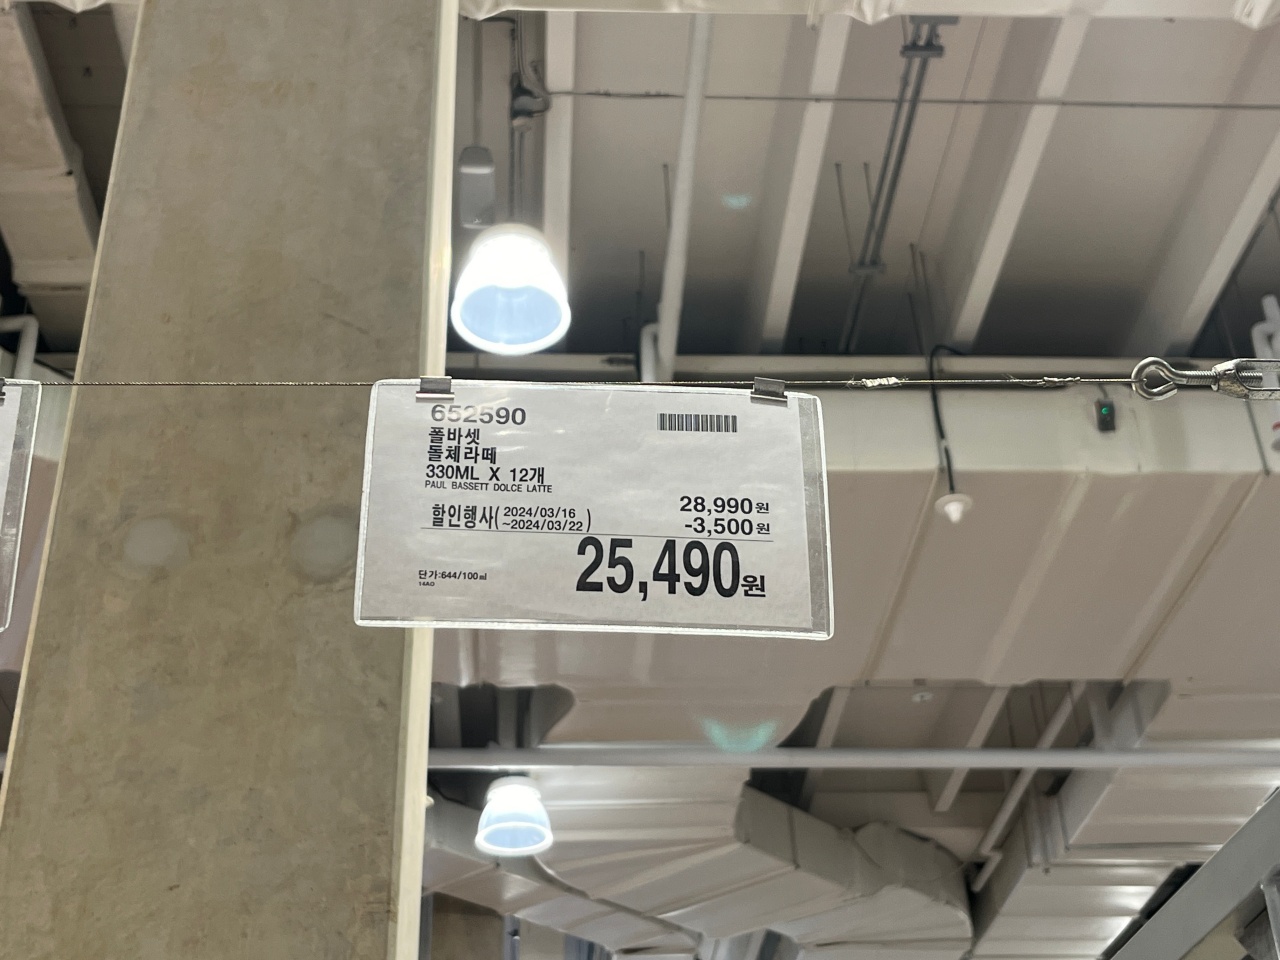 652590
폴바셋
돌체라떼
330ML X 12개
PAUL BASSETT DOLCE LATTE
28,990원
할인행사(2024/03/16
~2024/03/22)
-3,500원
25,490원
단가:644/100㎖